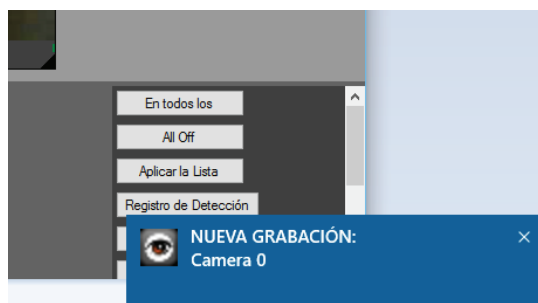 En todos los
All Off
Aplicar la Lista
Registro de Detección
NUEVA GRABACIÓN:
Camera 0